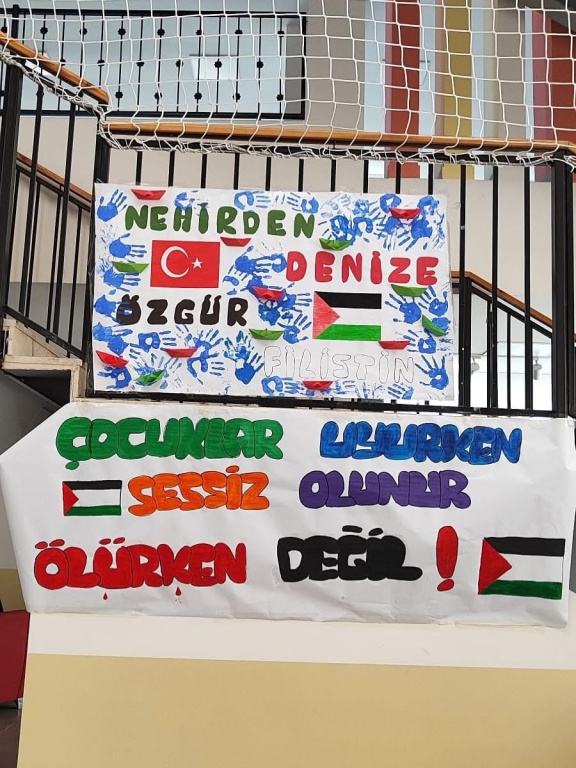 NEHİRDEN
DENİZE
ÖZGÜR
FİLİSTİN
ÇOCUKLAR UYURKEN
SESSİZ OLUNUR
ÖLÜRKEN DEĞİL!